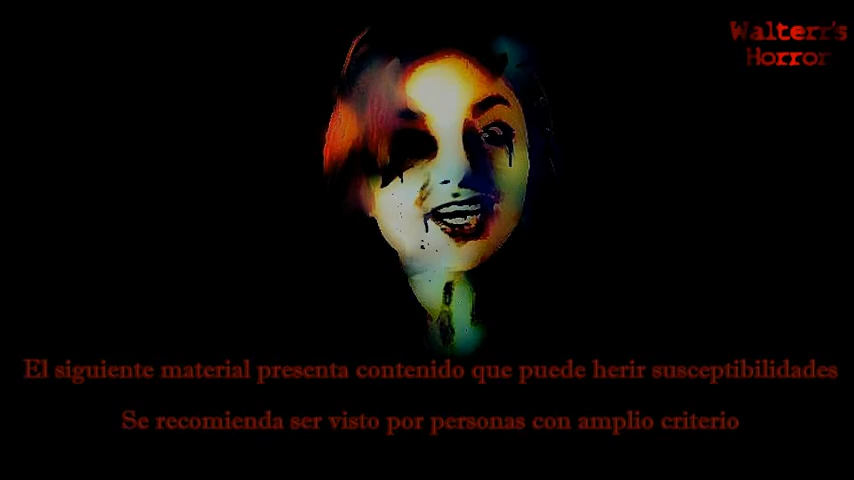 Walterr's
Horror
El siguiente material presenta contenido que puede herir susceptibilidades
Se recomienda ser visto por personas con amplio criterio